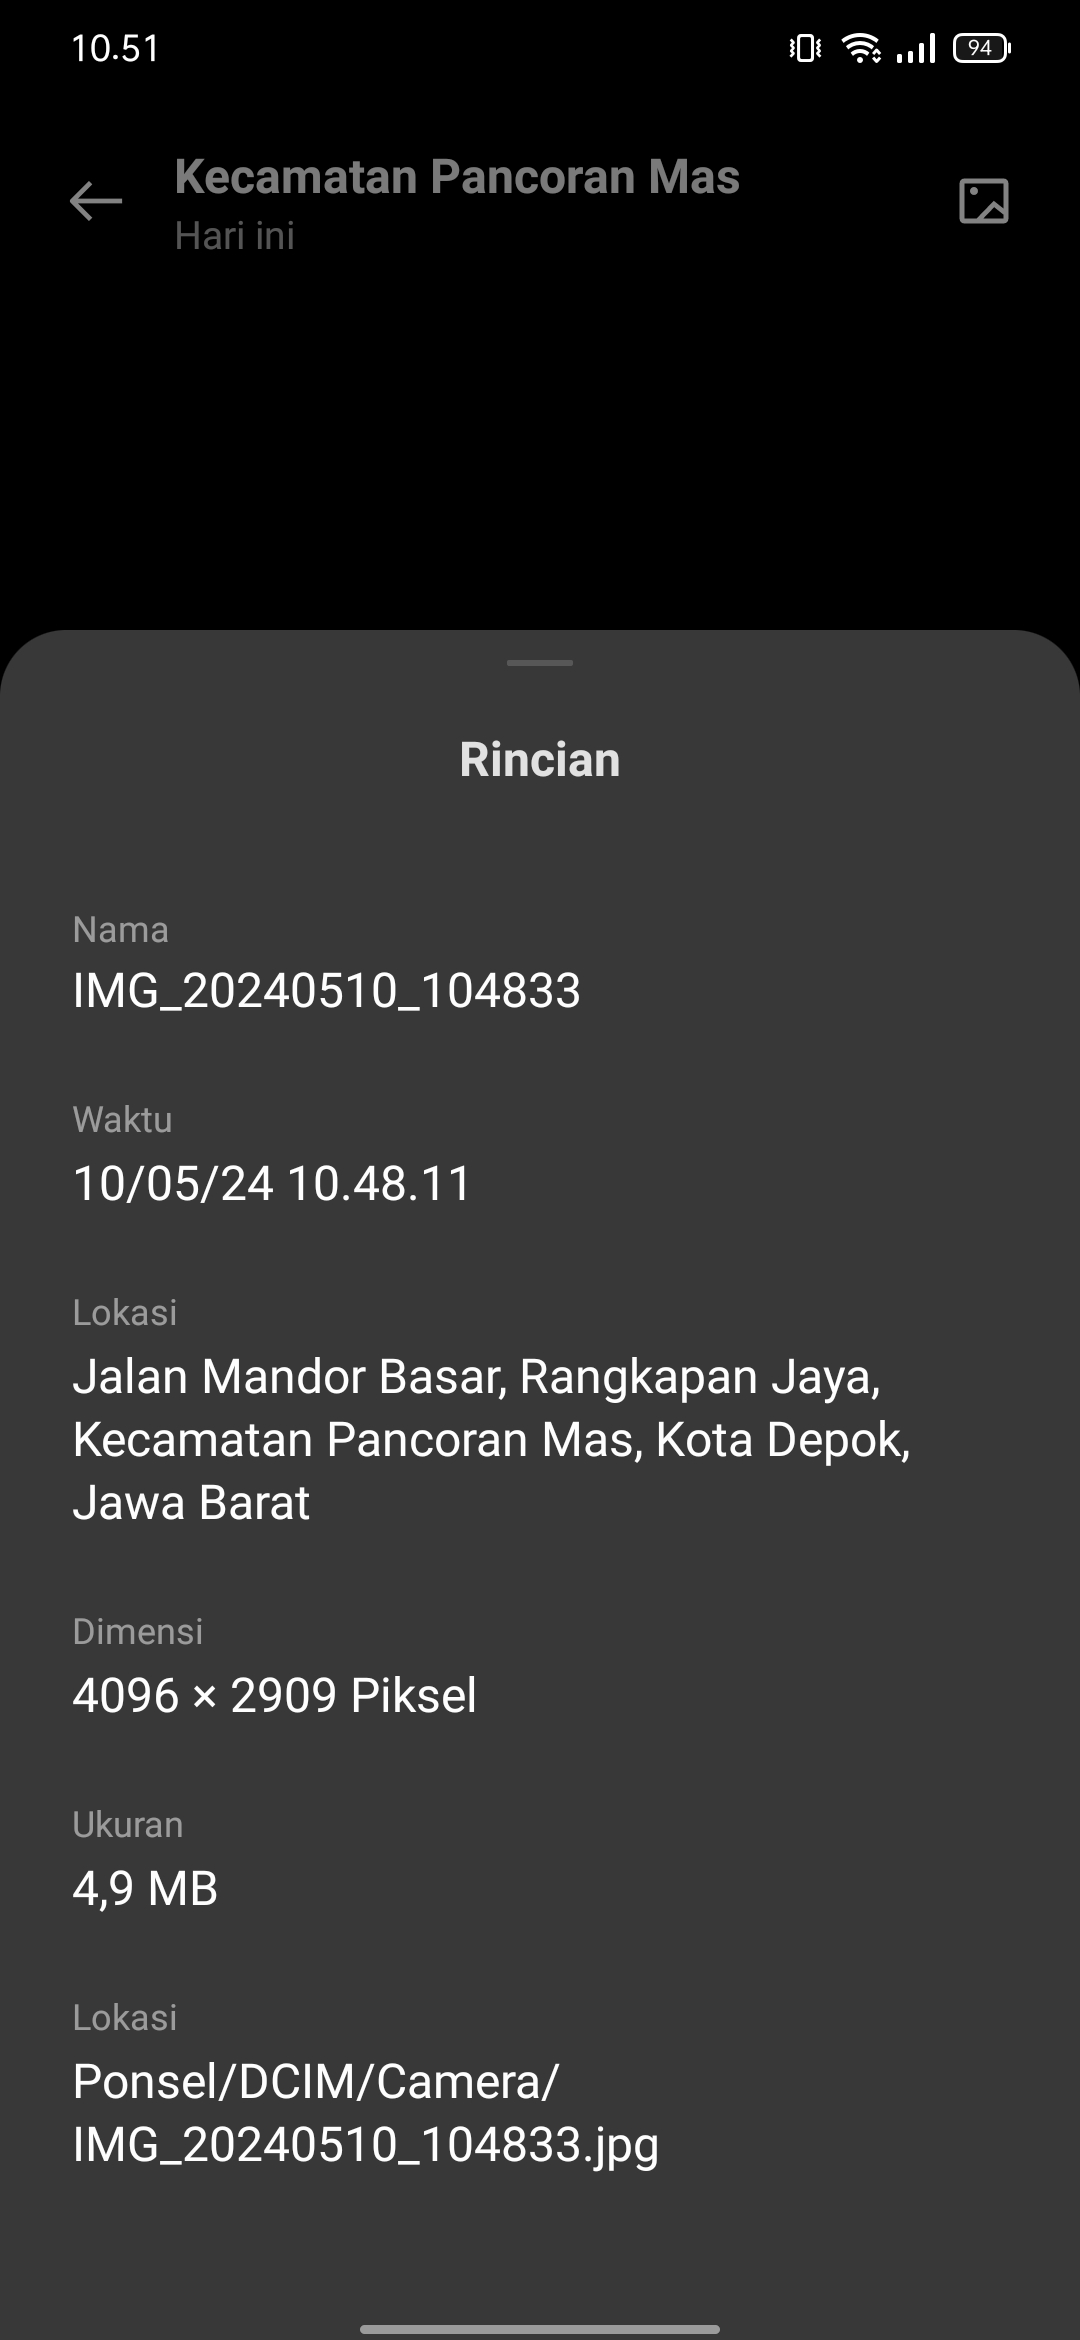 10.51
94
Kecamatan Pancoran Mas
Hari ini
Rincian
Nama
IMG_20240510_104833
Waktu
10/05/24 10.48.11
Lokasi
Jalan Mandor Basar, Rangkapan Jaya,
Kecamatan Pancoran Mas, Kota Depok,
Jawa Barat
Dimensi
4096 × 2909 Piksel
Ukuran
4,9 MB
Lokasi
Ponsel/DCIM/Camera/
IMG_20240510_104833.jpg